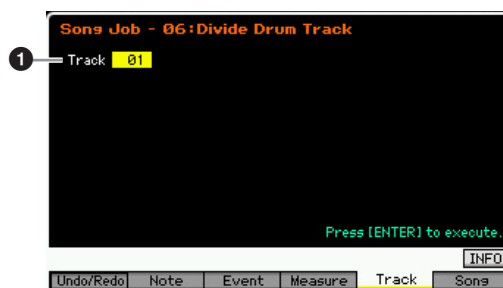 Song Job - 06:Divide Drum Track
1 Track 01
Press [ENTER] to execute.
INFO
Undo/Redo Note Event Measure Track Song